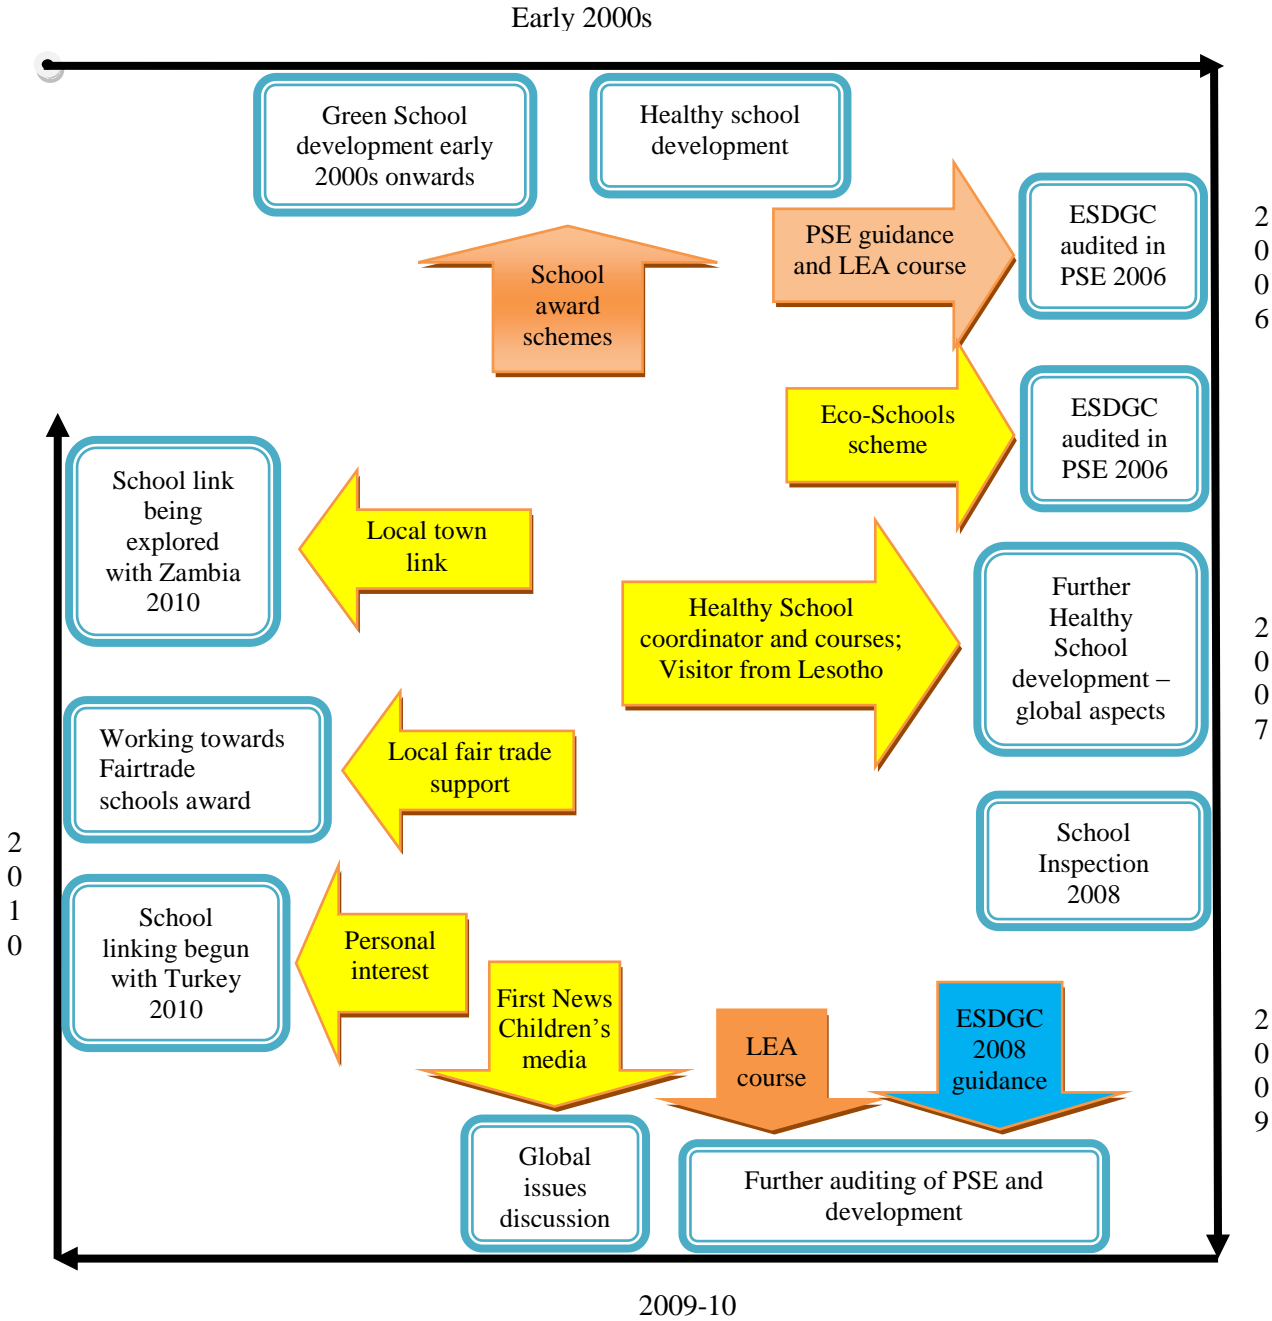 Early 2000s
Green School
development early
2000s onwards
Healthy school
development
School
award
schemes
PSE guidance
and LEA course
ESDGC
audited in
PSE 2006
2
0
0
6
Eco-Schools
scheme
ESDGC
audited in
PSE 2006
Healthy School
coordinator and courses;
Visitor from Lesotho
Further
Healthy
School
development –
global aspects
2
0
0
7
School
Inspection
2008
2
0
0
9
ESDGC
2008
guidance
LEA
course
Further auditing of PSE and
development
First News
Children’s
media
Global
issues
discussion
2009-10
Personal
interest
School
linking begun
with Turkey
2010
2
0
1
0
Local fair trade
support
Working towards
Fairtrade
schools award
Local town
link
School link
being
explored
with Zambia
2010